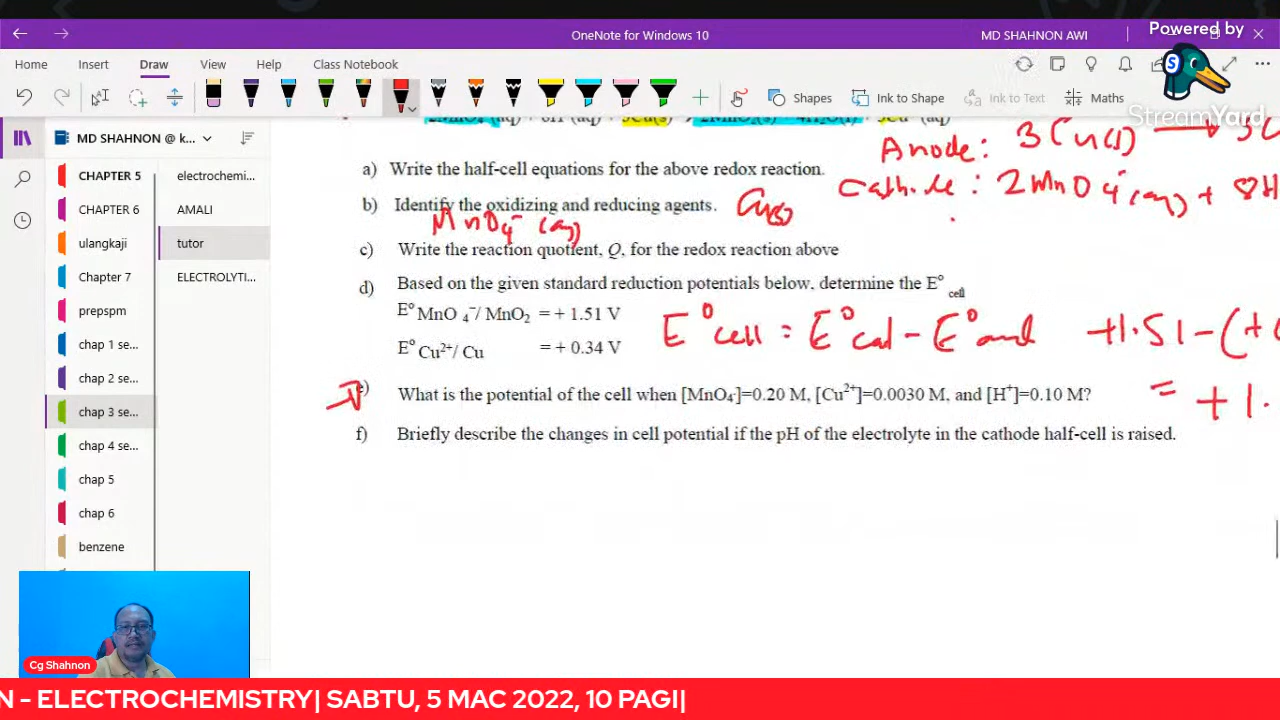 OneNote for Windows 10
MD SHAHNON AWI
Powered by
StreamYard
Home Insert Draw View Help Class Notebook
Shapes Ink to Shape Ink to Text Maths
MD SHAHNON @ k...
CHAPTER 5
CHAPTER 6
ulangkaji
Chapter 7
prepspm
chap 1 se...
chap 2 se...
chap 3 se...
chap 4 se...
chap 5
chap 6
benzene
electrochemi...
AMALI
tutor
ELECTROLYTI...
Anode: 3Cu(s) →
a) Write the half-cell equations for the above redox reaction.
Cathode: 2MnO4⁻(aq) + 8H
b) Identify the oxidizing and reducing agents. Cu(s)
MnO4⁻ (aq)
c) Write the reaction quotient, Q, for the redox reaction above
d) Based on the given standard reduction potentials below, determine the E° cell
E° MnO 4⁻/ MnO2 = + 1.51 V
E° Cu²⁺/ Cu = + 0.34 V
E°cell = E°cat - E°and +1.51 - (+
= +1.
e) What is the potential of the cell when [MnO4-]=0.20 M, [Cu²⁺]=0.0030 M, and [H⁺]=0.10 M?
f) Briefly describe the changes in cell potential if the pH of the electrolyte in the cathode half-cell is raised.
Cg Shahnon
N - ELECTROCHEMISTRY| SABTU, 5 MAC 2022, 10 PAGI|